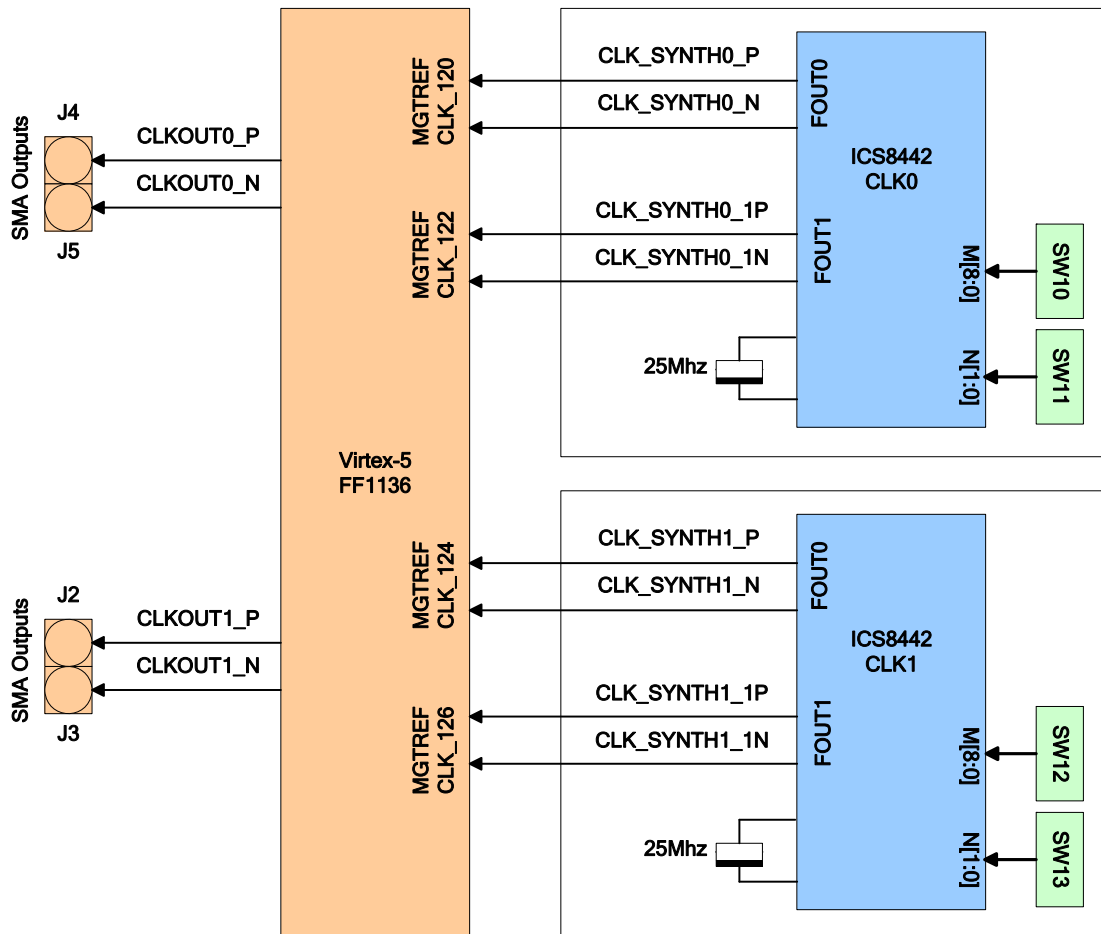 SMA Outputs
J4
J5
CLKOUT0_P
CLKOUT0_N
SMA Outputs
J2
J3
CLKOUT1_P
CLKOUT1_N
Virtex-5
FF1136
MGTREF
CLK_120
MGTREF
CLK_122
MGTREF
CLK_124
MGTREF
CLK_126
CLK_SYNTH0_P
CLK_SYNTH0_N
CLK_SYNTH0_1P
CLK_SYNTH0_1N
25Mhz
FOUT0
FOUT1
ICS8442
CLK0
M[8:0]
N[1:0]
SW10
SW11
CLK_SYNTH1_P
CLK_SYNTH1_N
CLK_SYNTH1_1P
CLK_SYNTH1_1N
25Mhz
FOUT0
FOUT1
ICS8442
CLK1
M[8:0]
N[1:0]
SW12
SW13